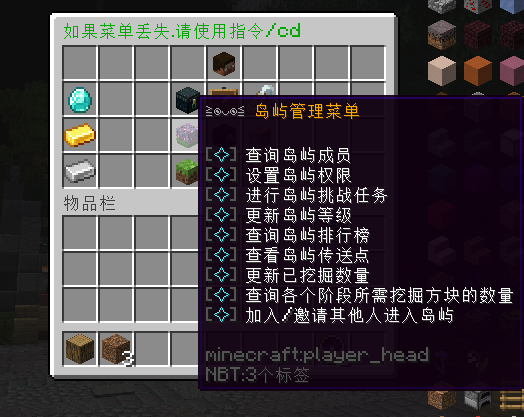 如果菜单丢失.请使用指令/cd
≥◎ᴗ◎≤ 岛屿管理菜单
[✧] 查询岛屿成员
[✧] 设置岛屿权限
[✧] 进行岛屿挑战任务
[✧] 更新岛屿等级
[✧] 查询岛屿排行榜
[✧] 查看岛屿传送点
[✧] 更新已挖掘数量
[✧] 查询各个阶段所需挖掘方块的数量
[✧] 加入/邀请其他人进入岛屿
minecraft:player_head
NBT:3个标签
物品栏
3